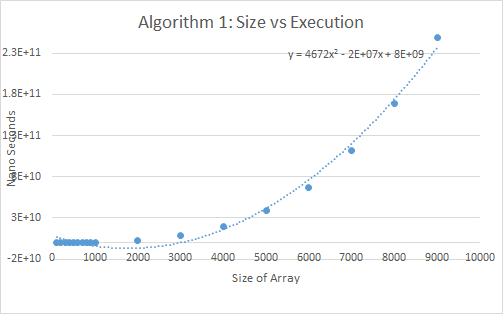 Algorithm 1: Size vs Execution
y = 4672x² - 2E+07x + 8E+09
2.3E+11
1.8E+11
1.3E+11
8E+10
3E+10
-2E+10
Nano Seconds
0 1000 2000 3000 4000 5000 6000 7000 8000 9000 10000
Size of Array